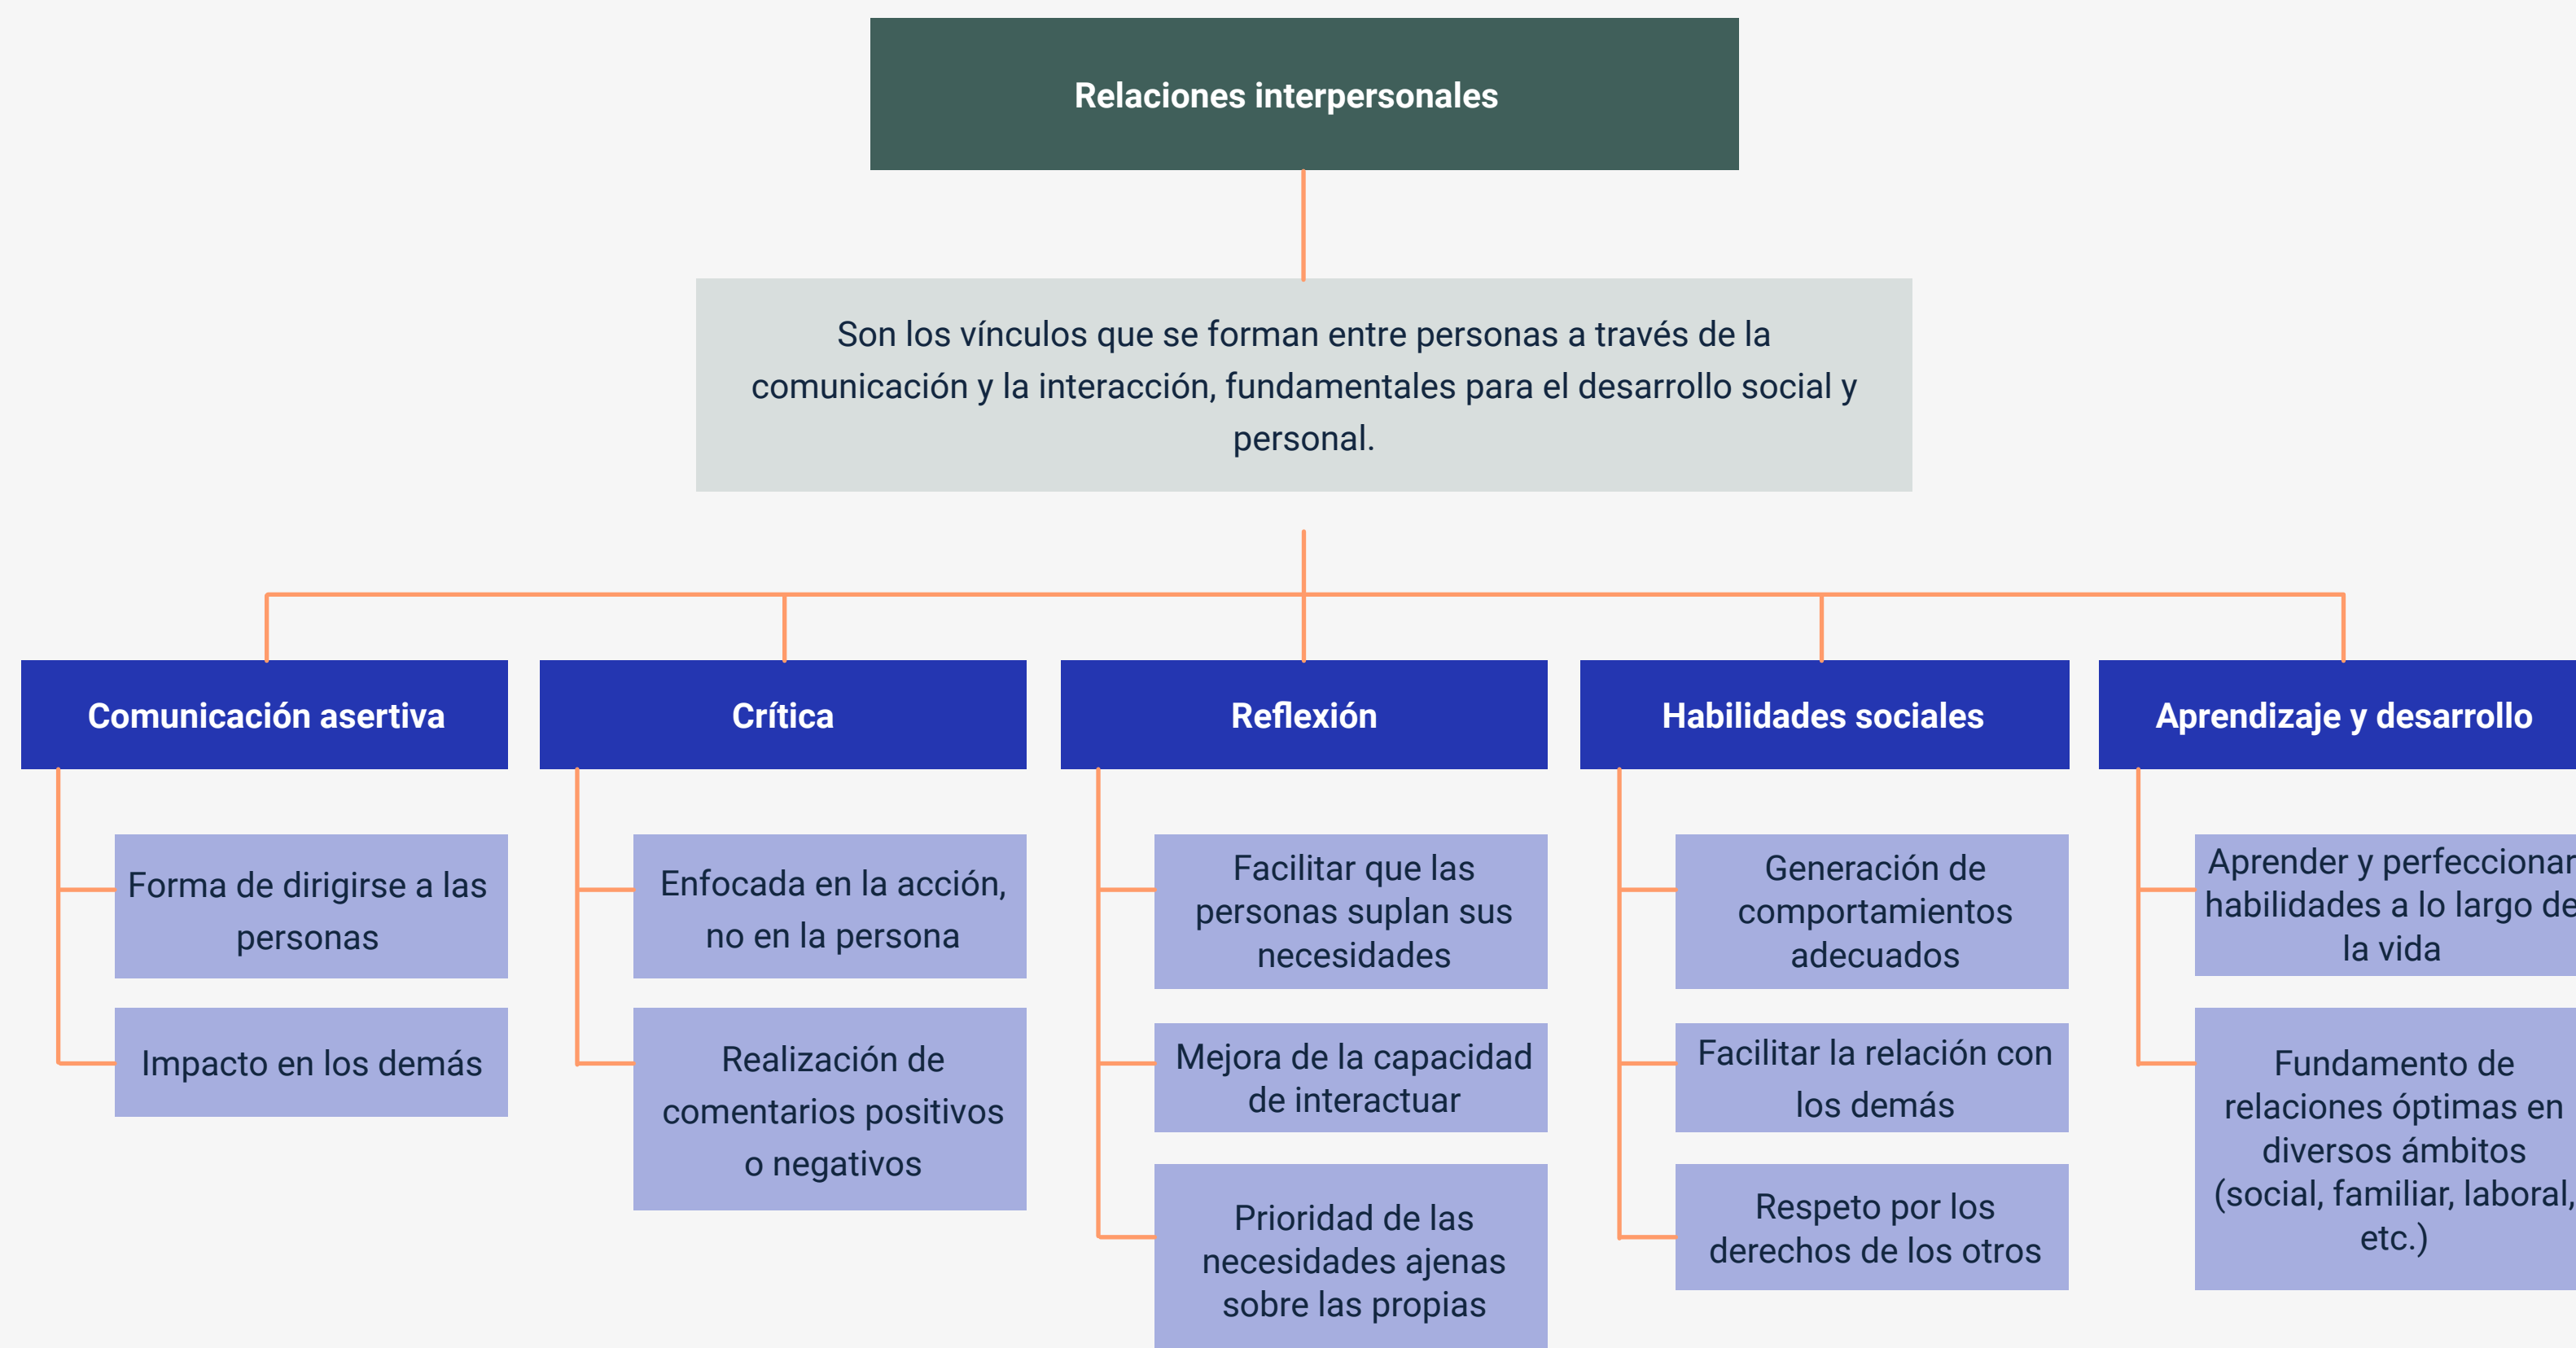 Relaciones interpersonales
Son los vínculos que se forman entre personas a través de la
comunicación y la interacción, fundamentales para el desarrollo social y
personal.
Comunicación asertiva
Forma de dirigirse a las
personas
Impacto en los demás
Crítica
Enfocada en la acción,
no en la persona
Realización de
comentarios positivos
o negativos
Reflexión
Facilitar que las
personas suplan sus
necesidades
Mejora de la capacidad
de interactuar
Prioridad de las
necesidades ajenas
sobre las propias
Habilidades sociales
Generación de
comportamientos
adecuados
Facilitar la relación con
los demás
Respeto por los
derechos de los otros
Aprendizaje y desarrollo
Aprender y perfeccionar
habilidades a lo largo de
la vida
Fundamento de
relaciones óptimas en
diversos ámbitos
(social, familiar, laboral,
etc.)